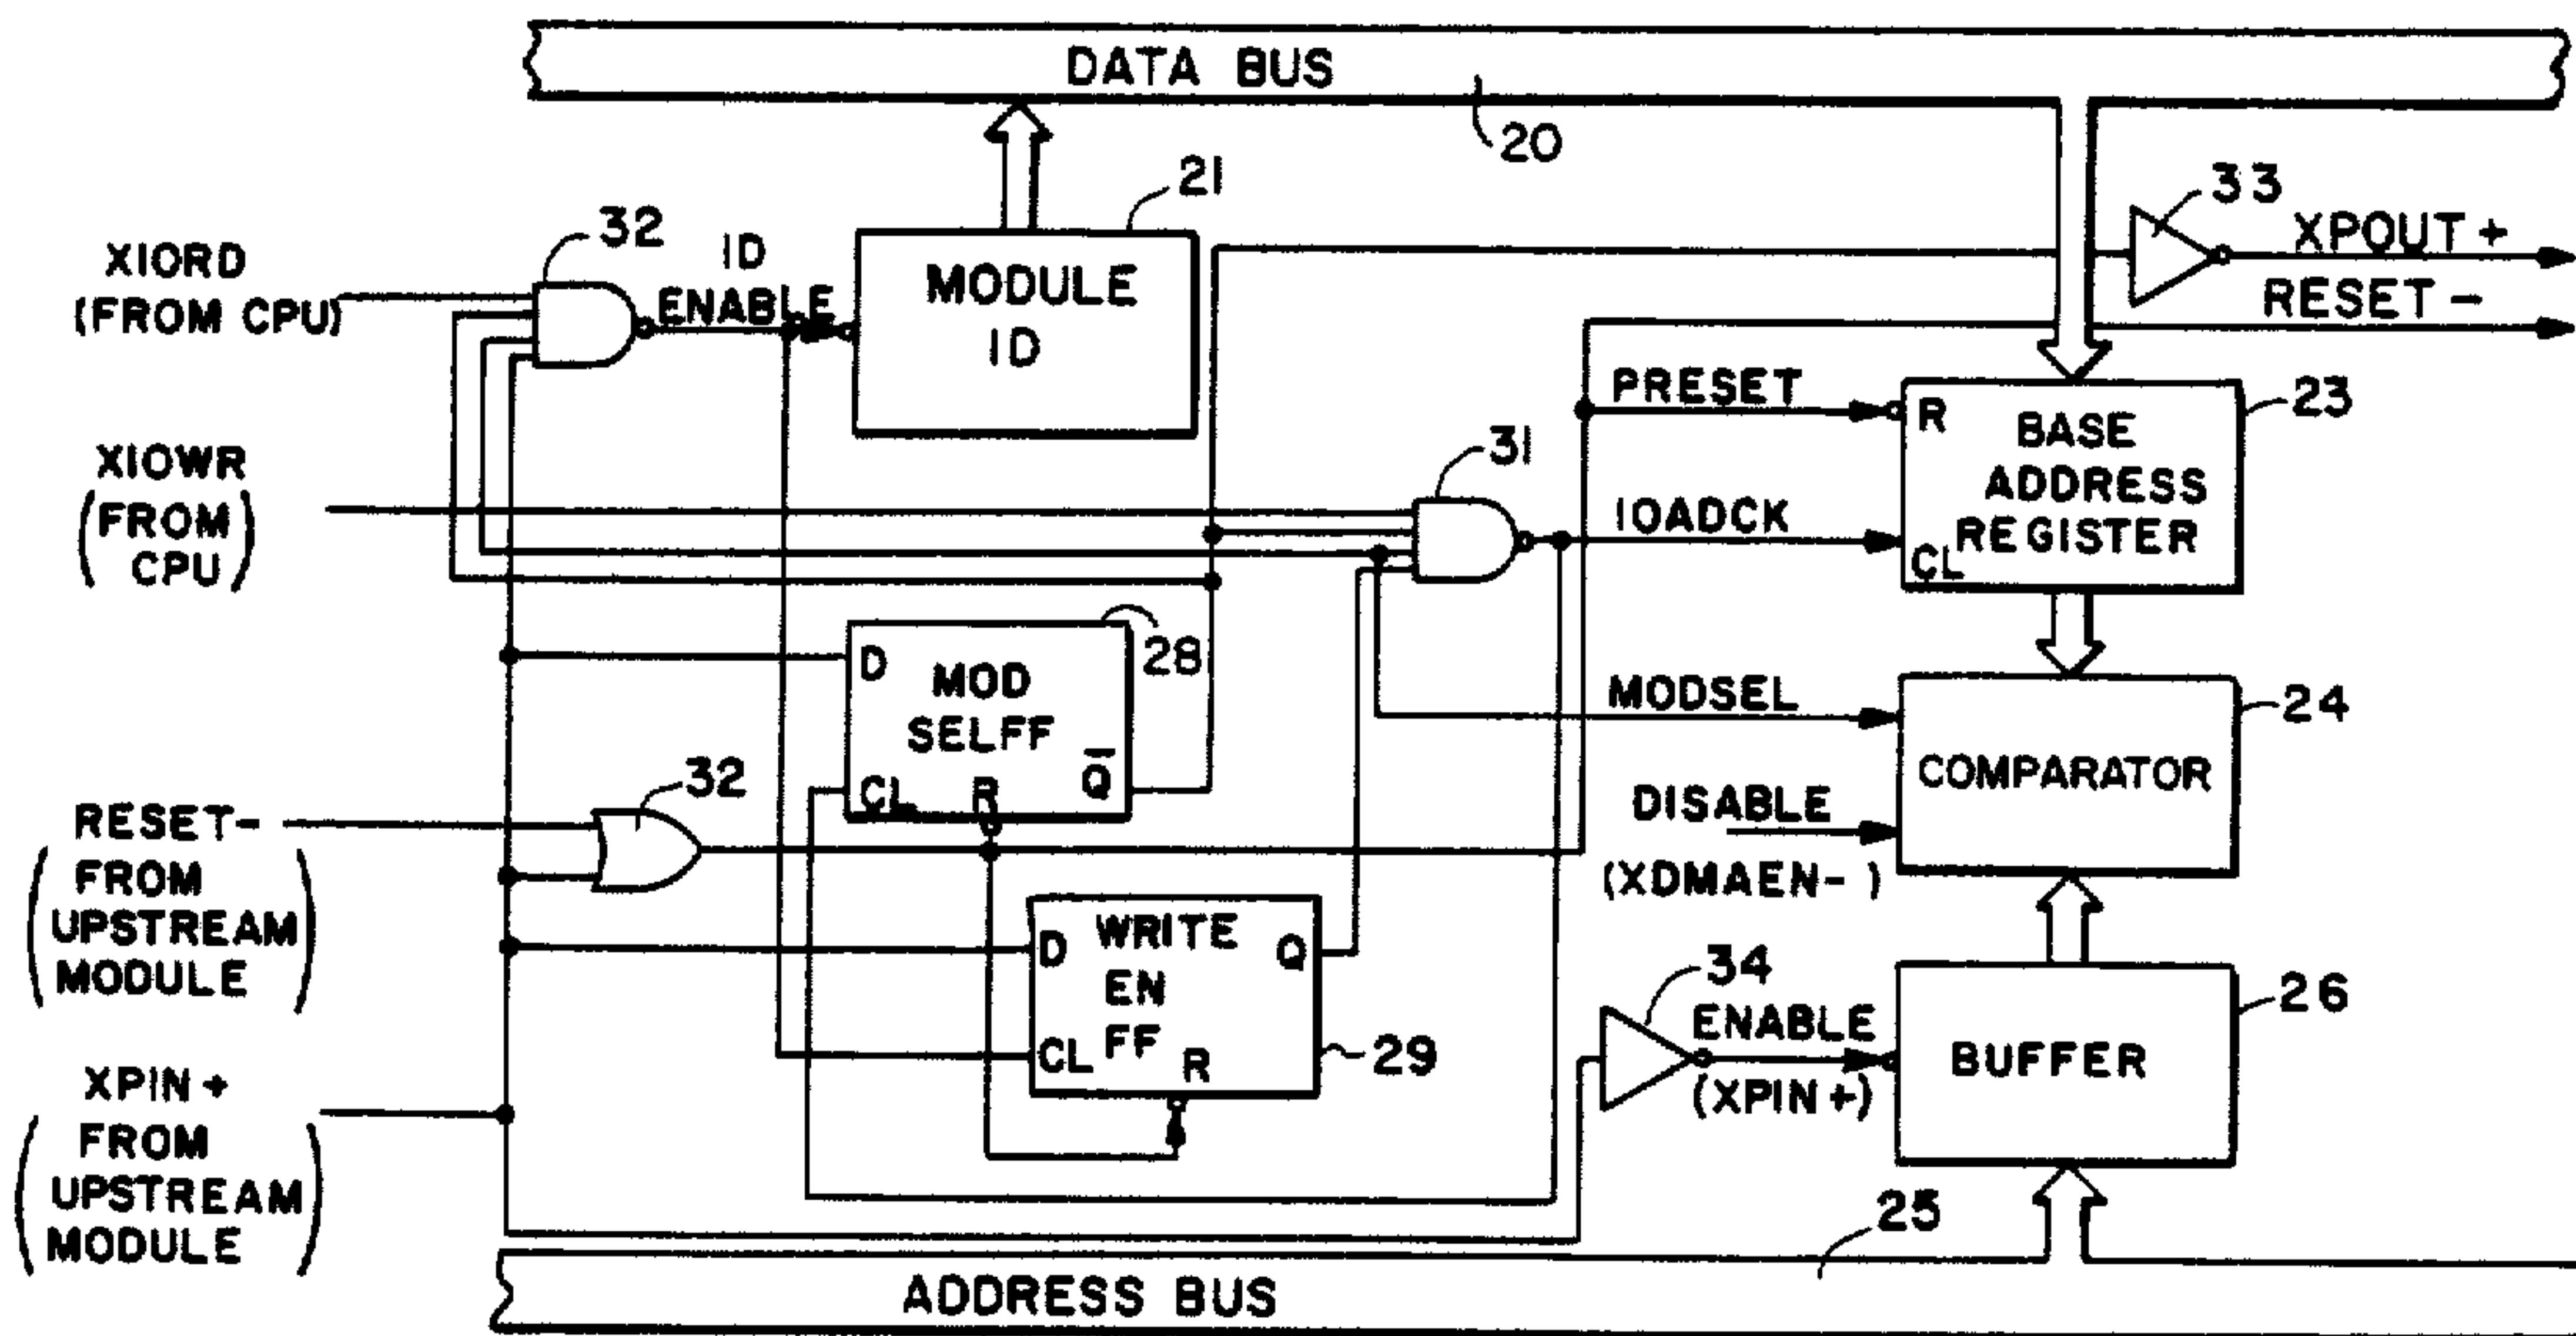 DATA BUS
20
21
33
XPOUT +
RESET -
32
XIORD
(FROM CPU)
ID
ENABLE
MODULE
ID
PRESET
R
BASE
ADDRESS
REGISTER
CL
23
XIOWR
(FROM
CPU)
31
IOADCK
28
D
MOD
SELFF
CL
R
Q̅
MODSEL
24
COMPARATOR
DISABLE
(XDMAEN-)
32
RESET-
(FROM
UPSTREAM
MODULE)
D
WRITE
EN
FF
Q
CL
R
29
34
ENABLE
(XPIN+)
BUFFER
26
XPIN+
(FROM
UPSTREAM
MODULE)
25
ADDRESS BUS